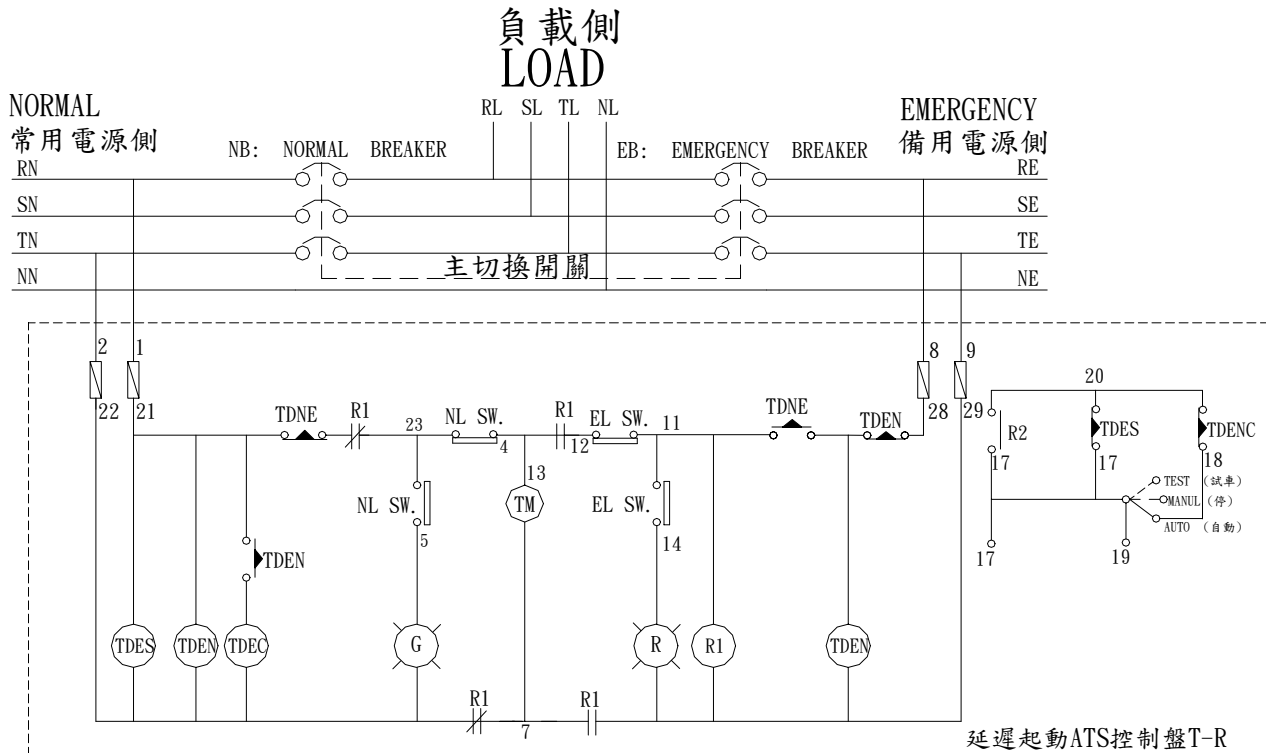 負載側
LOAD
NORMAL
常用電源側
RL SL TL NL
EMERGENCY
備用電源側
NB: NORMAL BREAKER
EB: EMERGENCY BREAKER
RN
RE
SN
SE
TN
TE
主切換開關
NN
NE
2
1
8
9
22
21
28
29
20
TDNE
R1
23
NL SW.
4
R1
12
EL SW.
11
TDNE
TDEN
R2
17
TDES
17
TDENC
18
13
NL SW.
TM
EL SW.
5
14
TEST (試車)
MANUL (停)
AUTO (自動)
17
19
TDEN
TDES
TDEN
TDEC
G
R
R1
TDEN
R1
7
R1
延遲起動ATS控制盤T-R